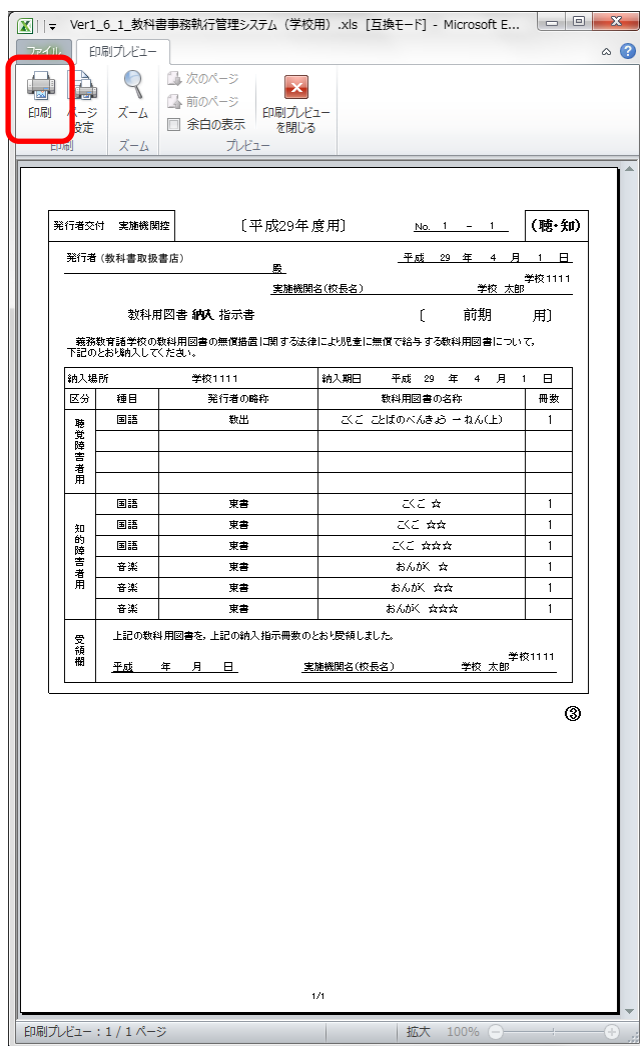 Ver1_6_1_教科書事務執行管理システム（学校用）.xls [互換モード] - Microsoft E...
ファイル 印刷プレビュー
印刷 ページ設定 ズーム 次のページ 前のページ 余白の表示 印刷プレビューを閉じる
印刷 ズーム プレビュー
発行者交付 実施機関控 〔平成29年度用〕 No. 1 － 1 (聴・知)
発行者（教科書取扱書店） 殿 平成 29 年 4 月 1 日
学校1111
実施機関名(校長名) 学校 太郎
教科用図書 納入 指示書 〔 前期 用〕
義務教育諸学校の教科用図書の無償措置に関する法律により児童に無償で給与する教科用図書について，
下記のとおり納入してください。
納入場所 学校1111 納入期日 平成 29 年 4 月 1 日
区分 種目 発行者の略称 教科用図書の名称 冊数
聴覚障害者用
国語 教出 こくご ことばのべんきょう 一ねん(上) 1
知的障害者用
国語 東書 こくご ☆ 1
国語 東書 こくご ☆☆ 1
国語 東書 こくご ☆☆☆ 1
音楽 東書 おんがく ☆ 1
音楽 東書 おんがく ☆☆ 1
音楽 東書 おんがく ☆☆☆ 1
受領欄
上記の教科用図書を，上記の納入指示冊数のとおり受領しました。
学校1111
平成 年 月 日 実施機関名(校長名) 学校 太郎
③
1/1
印刷プレビュー：1 / 1 ページ 拡大 100%